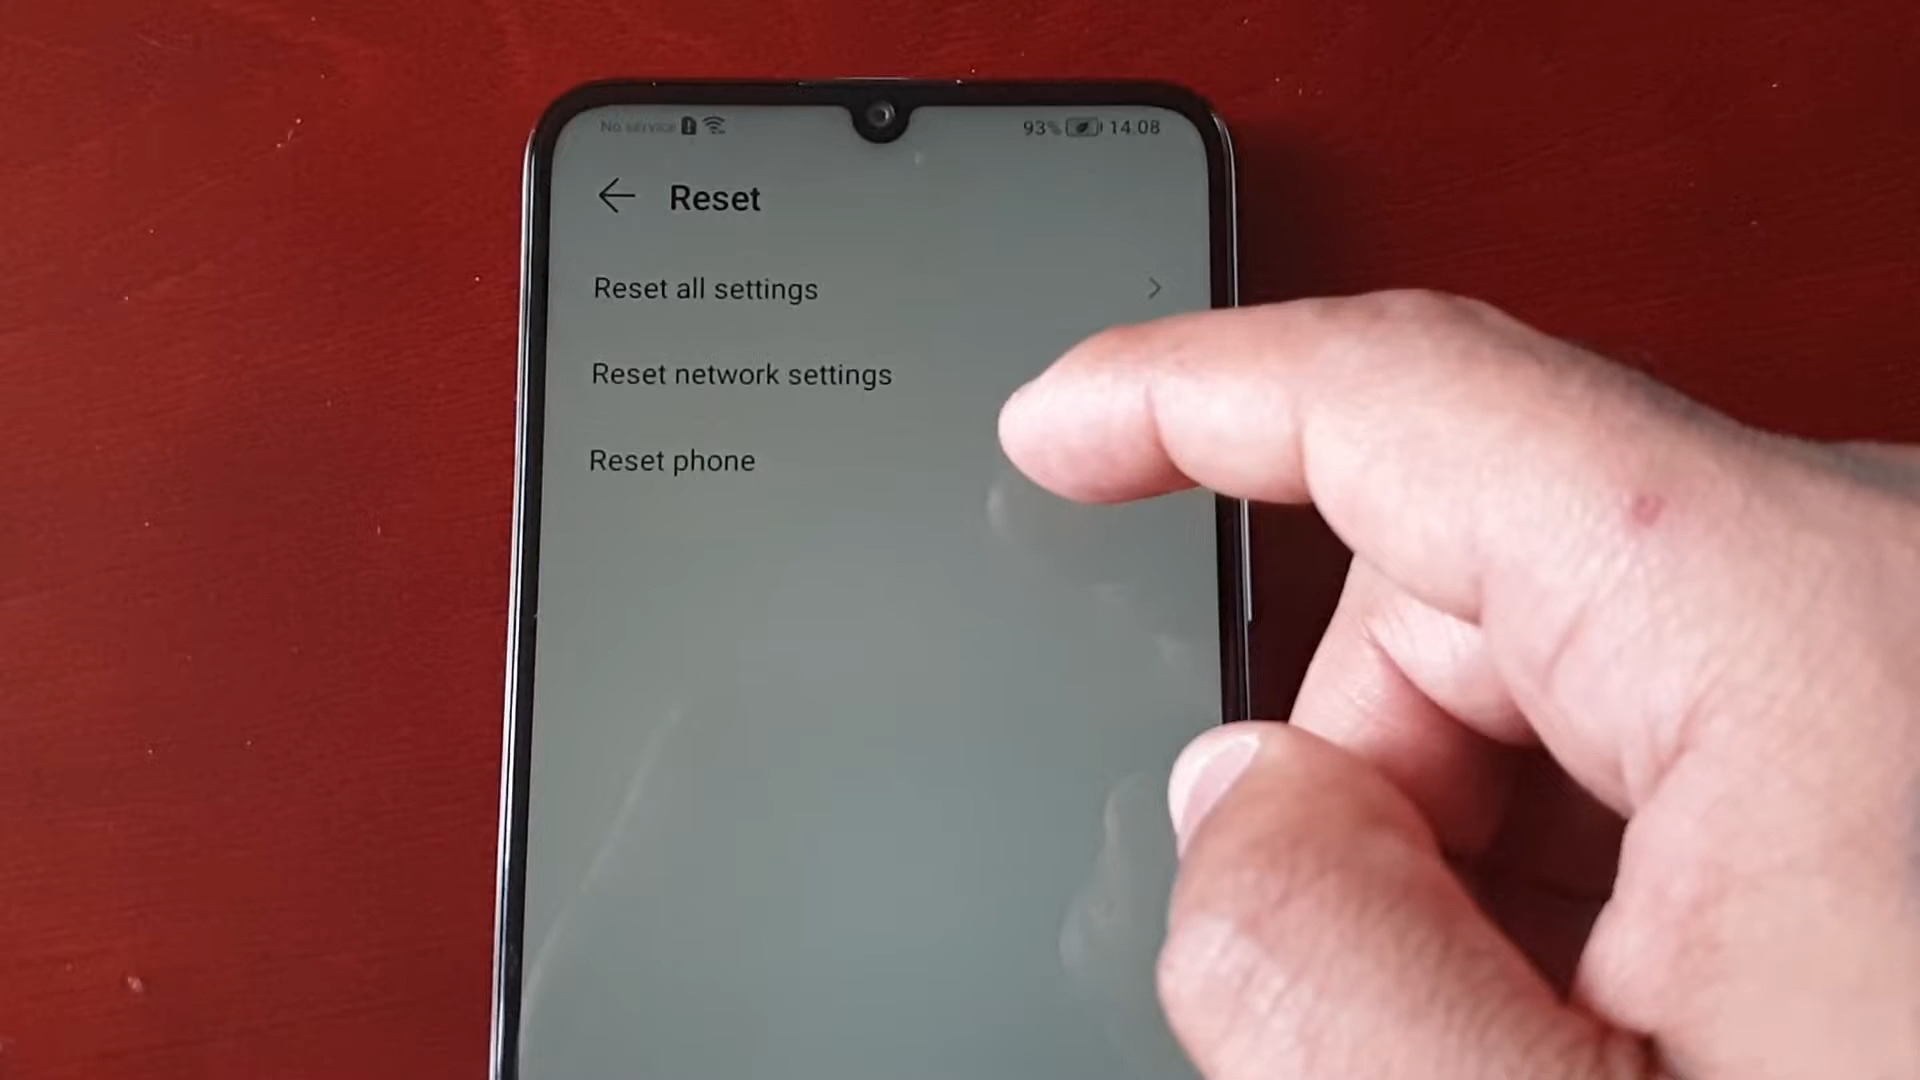 No service 93% 14.08
Reset
Reset all settings
Reset network settings
Reset phone